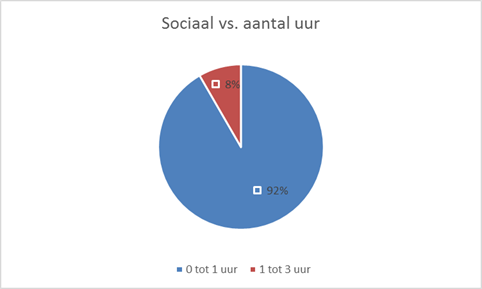 Sociaal vs. aantal uur
8%
92%
0 tot 1 uur
1 tot 3 uur